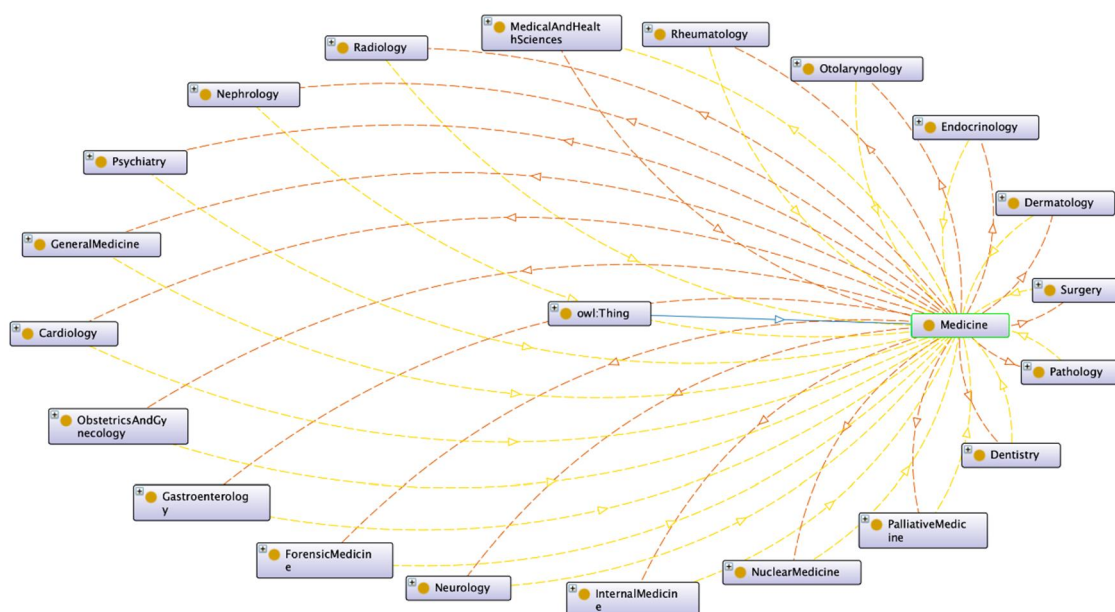 MedicalAndHealt
hSciences
Rheumatology
Radiology
Otolaryngology
Nephrology
Endocrinology
Psychiatry
Dermatology
GeneralMedicine
Surgery
owl:Thing
Medicine
Cardiology
Pathology
ObstetricsAndGy
necology
Dentistry
Gastroenterolog
y
PalliativeMedic
ine
ForensicMedicin
e
NuclearMedicine
Neurology
InternalMedicin
e